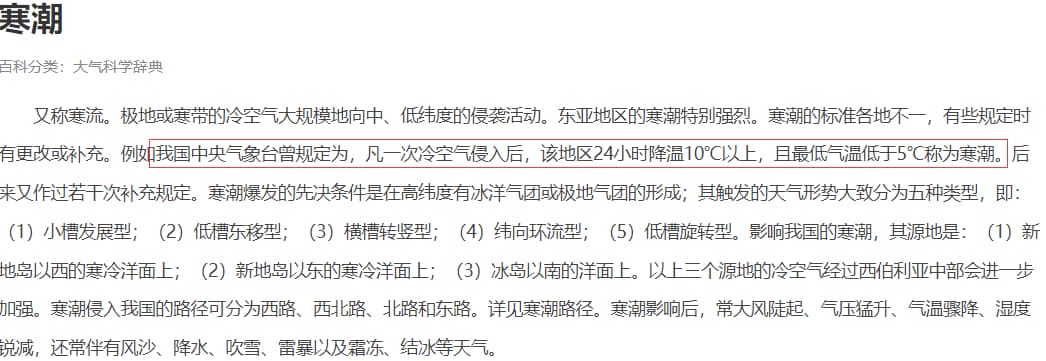 寒潮
百科分类：大气科学辞典
又称寒流。极地或寒带的冷空气大规模地向中、低纬度的侵袭活动。东亚地区的寒潮特别强烈。寒潮的标准各地不一，有些规定时
有更改或补充。例如我国中央气象台曾规定为，凡一次冷空气侵入后，该地区24小时降温10℃以上，且最低气温低于5℃称为寒潮。后
来又作过若干次补充规定。寒潮爆发的先决条件是在高纬度有冰洋气团或极地气团的形成；其触发的天气形势大致分为五种类型，即：
（1）小槽发展型；（2）低槽东移型；（3）横槽转竖型；（4）纬向环流型；（5）低槽旋转型。影响我国的寒潮，其源地是：（1）新
地岛以西的寒冷洋面上；（2）新地岛以东的寒冷洋面上；（3）冰岛以南的洋面上。以上三个源地的冷空气经过西伯利亚中部会进一步
加强。寒潮侵入我国的路径可分为西路、西北路、北路和东路。详见寒潮路径。寒潮影响后，常大风陡起、气压猛升、气温骤降、湿度
锐减，还常伴有风沙、降水、吹雪、雷暴以及霜冻、结冰等天气。